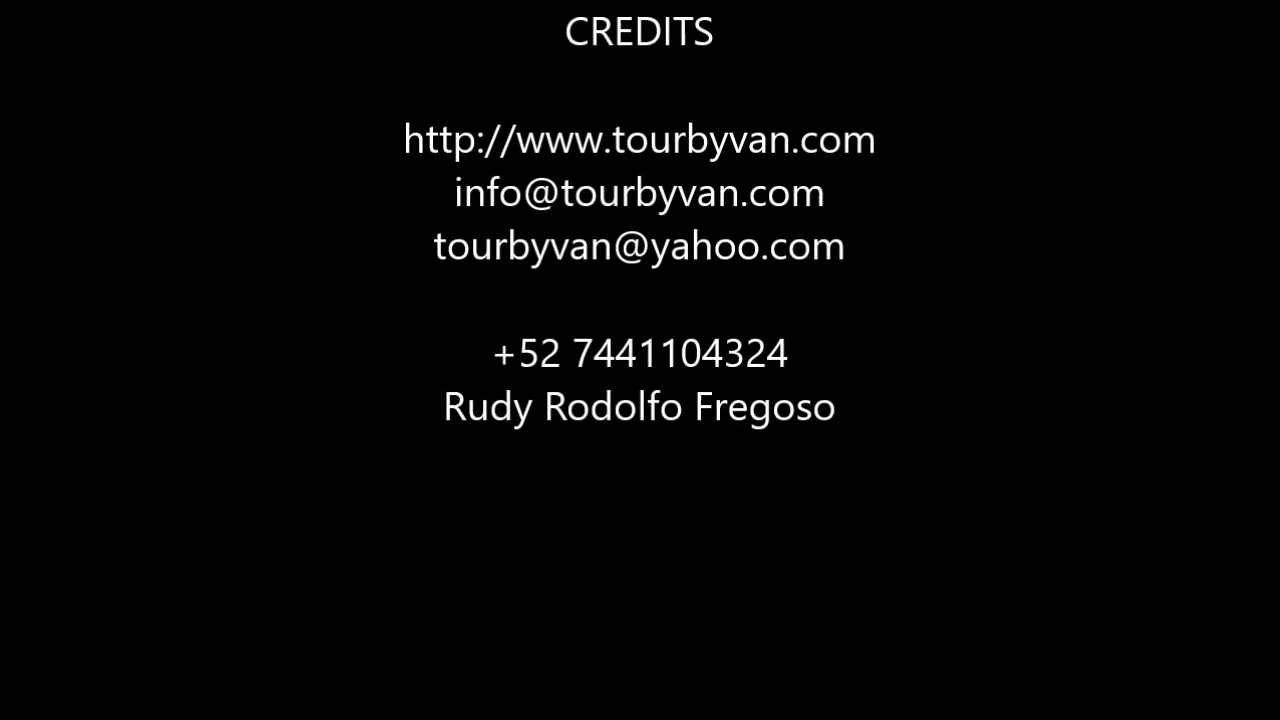 CREDITS
http://www.tourbyvan.com
info@tourbyvan.com
tourbyvan@yahoo.com
+52 7441104324
Rudy Rodolfo Fregoso